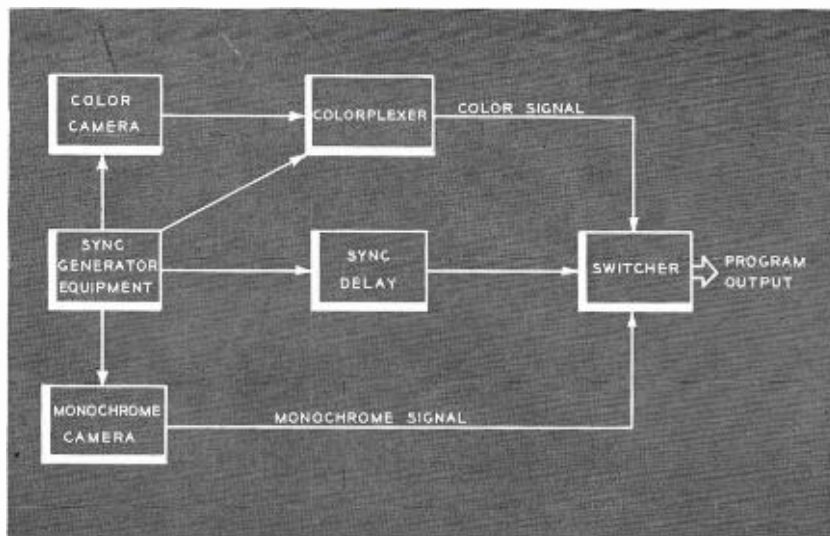 COLOR
CAMERA
COLORPLEXER
COLOR SIGNAL
SYNC
GENERATOR
EQUIPMENT
SYNC
DELAY
SWITCHER
PROGRAM
OUTPUT
MONOCHROME
CAMERA
MONOCHROME SIGNAL